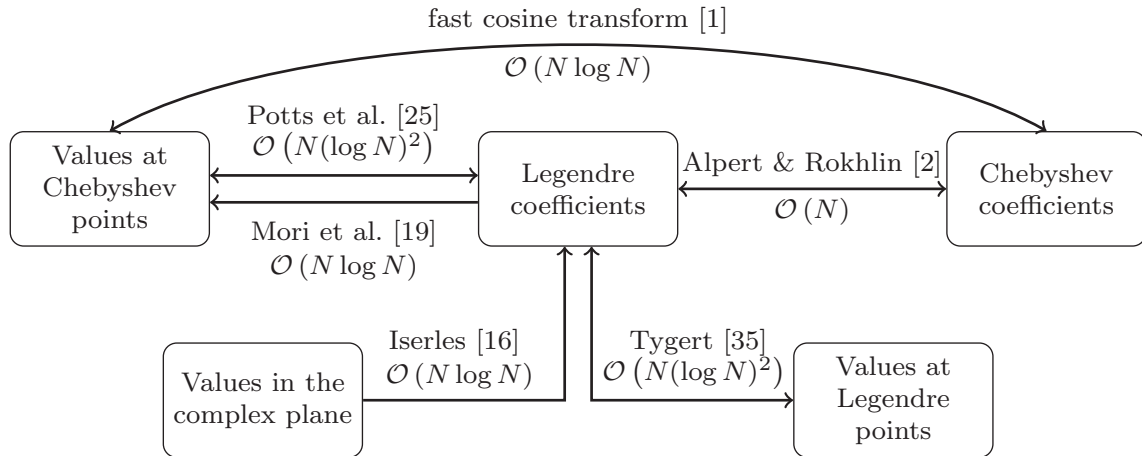 fast cosine transform [1]
O (N log N)
Potts et al. [25]
O (N(log N)²)
Values at
Chebyshev
points
Legendre
coefficients
Alpert & Rokhlin [2]
O (N)
Chebyshev
coefficients
Mori et al. [19]
O (N log N)
Iserles [16]
O (N log N)
Tygert [35]
O (N(log N)²)
Values in the
complex plane
Values at
Legendre
points